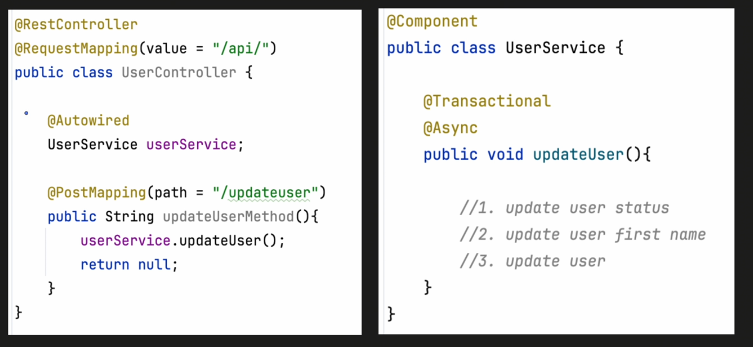 @RestController
@RequestMapping(value = "/api/")
public class UserController {
@Autowired
UserService userService;
@PostMapping(path = "/updateuser")
public String updateUserMethod(){
userService.updateUser();
return null;
}
}
@Component
public class UserService {
@Transactional
@Async
public void updateUser(){
//1. update user status
//2. update user first name
//3. update user
}
}